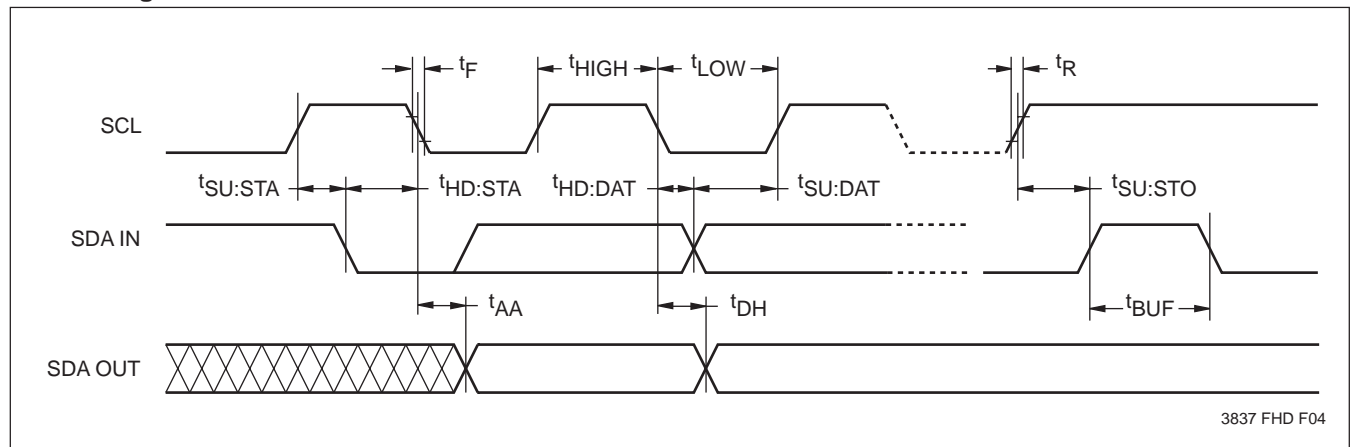 tF
tHIGH
tLOW
tR
SCL
tSU:STA
tHD:STA
tHD:DAT
tSU:DAT
tSU:STO
SDA IN
tAA
tDH
tBUF
SDA OUT
3837 FHD F04